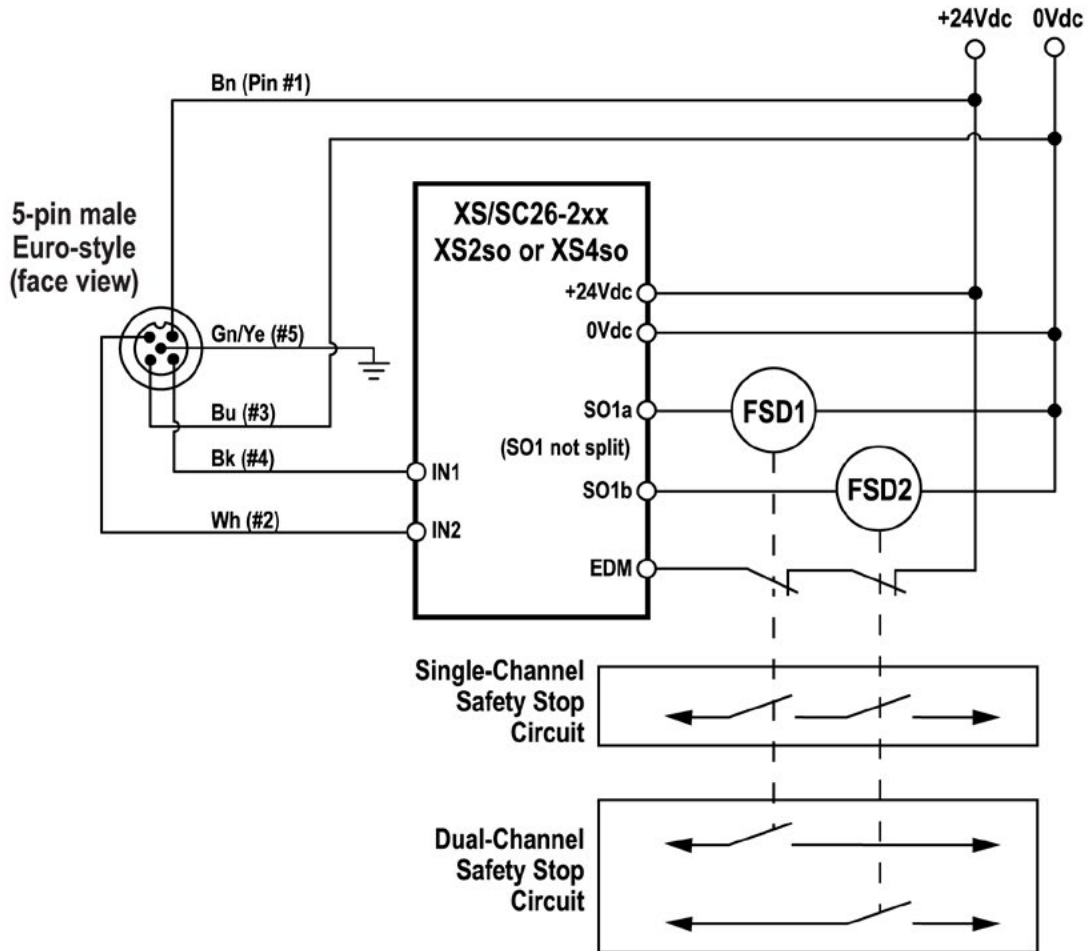 +24Vdc 0Vdc
Bn (Pin #1)
5-pin male
Euro-style
(face view)
XS/SC26-2xx
XS2so or XS4so
+24Vdc
Gn/Ye (#5)
0Vdc
Bu (#3)
SO1a
FSD1
(SO1 not split)
Bk (#4)
IN1
SO1b
FSD2
Wh (#2)
IN2
EDM
Single-Channel
Safety Stop
Circuit
Dual-Channel
Safety Stop
Circuit